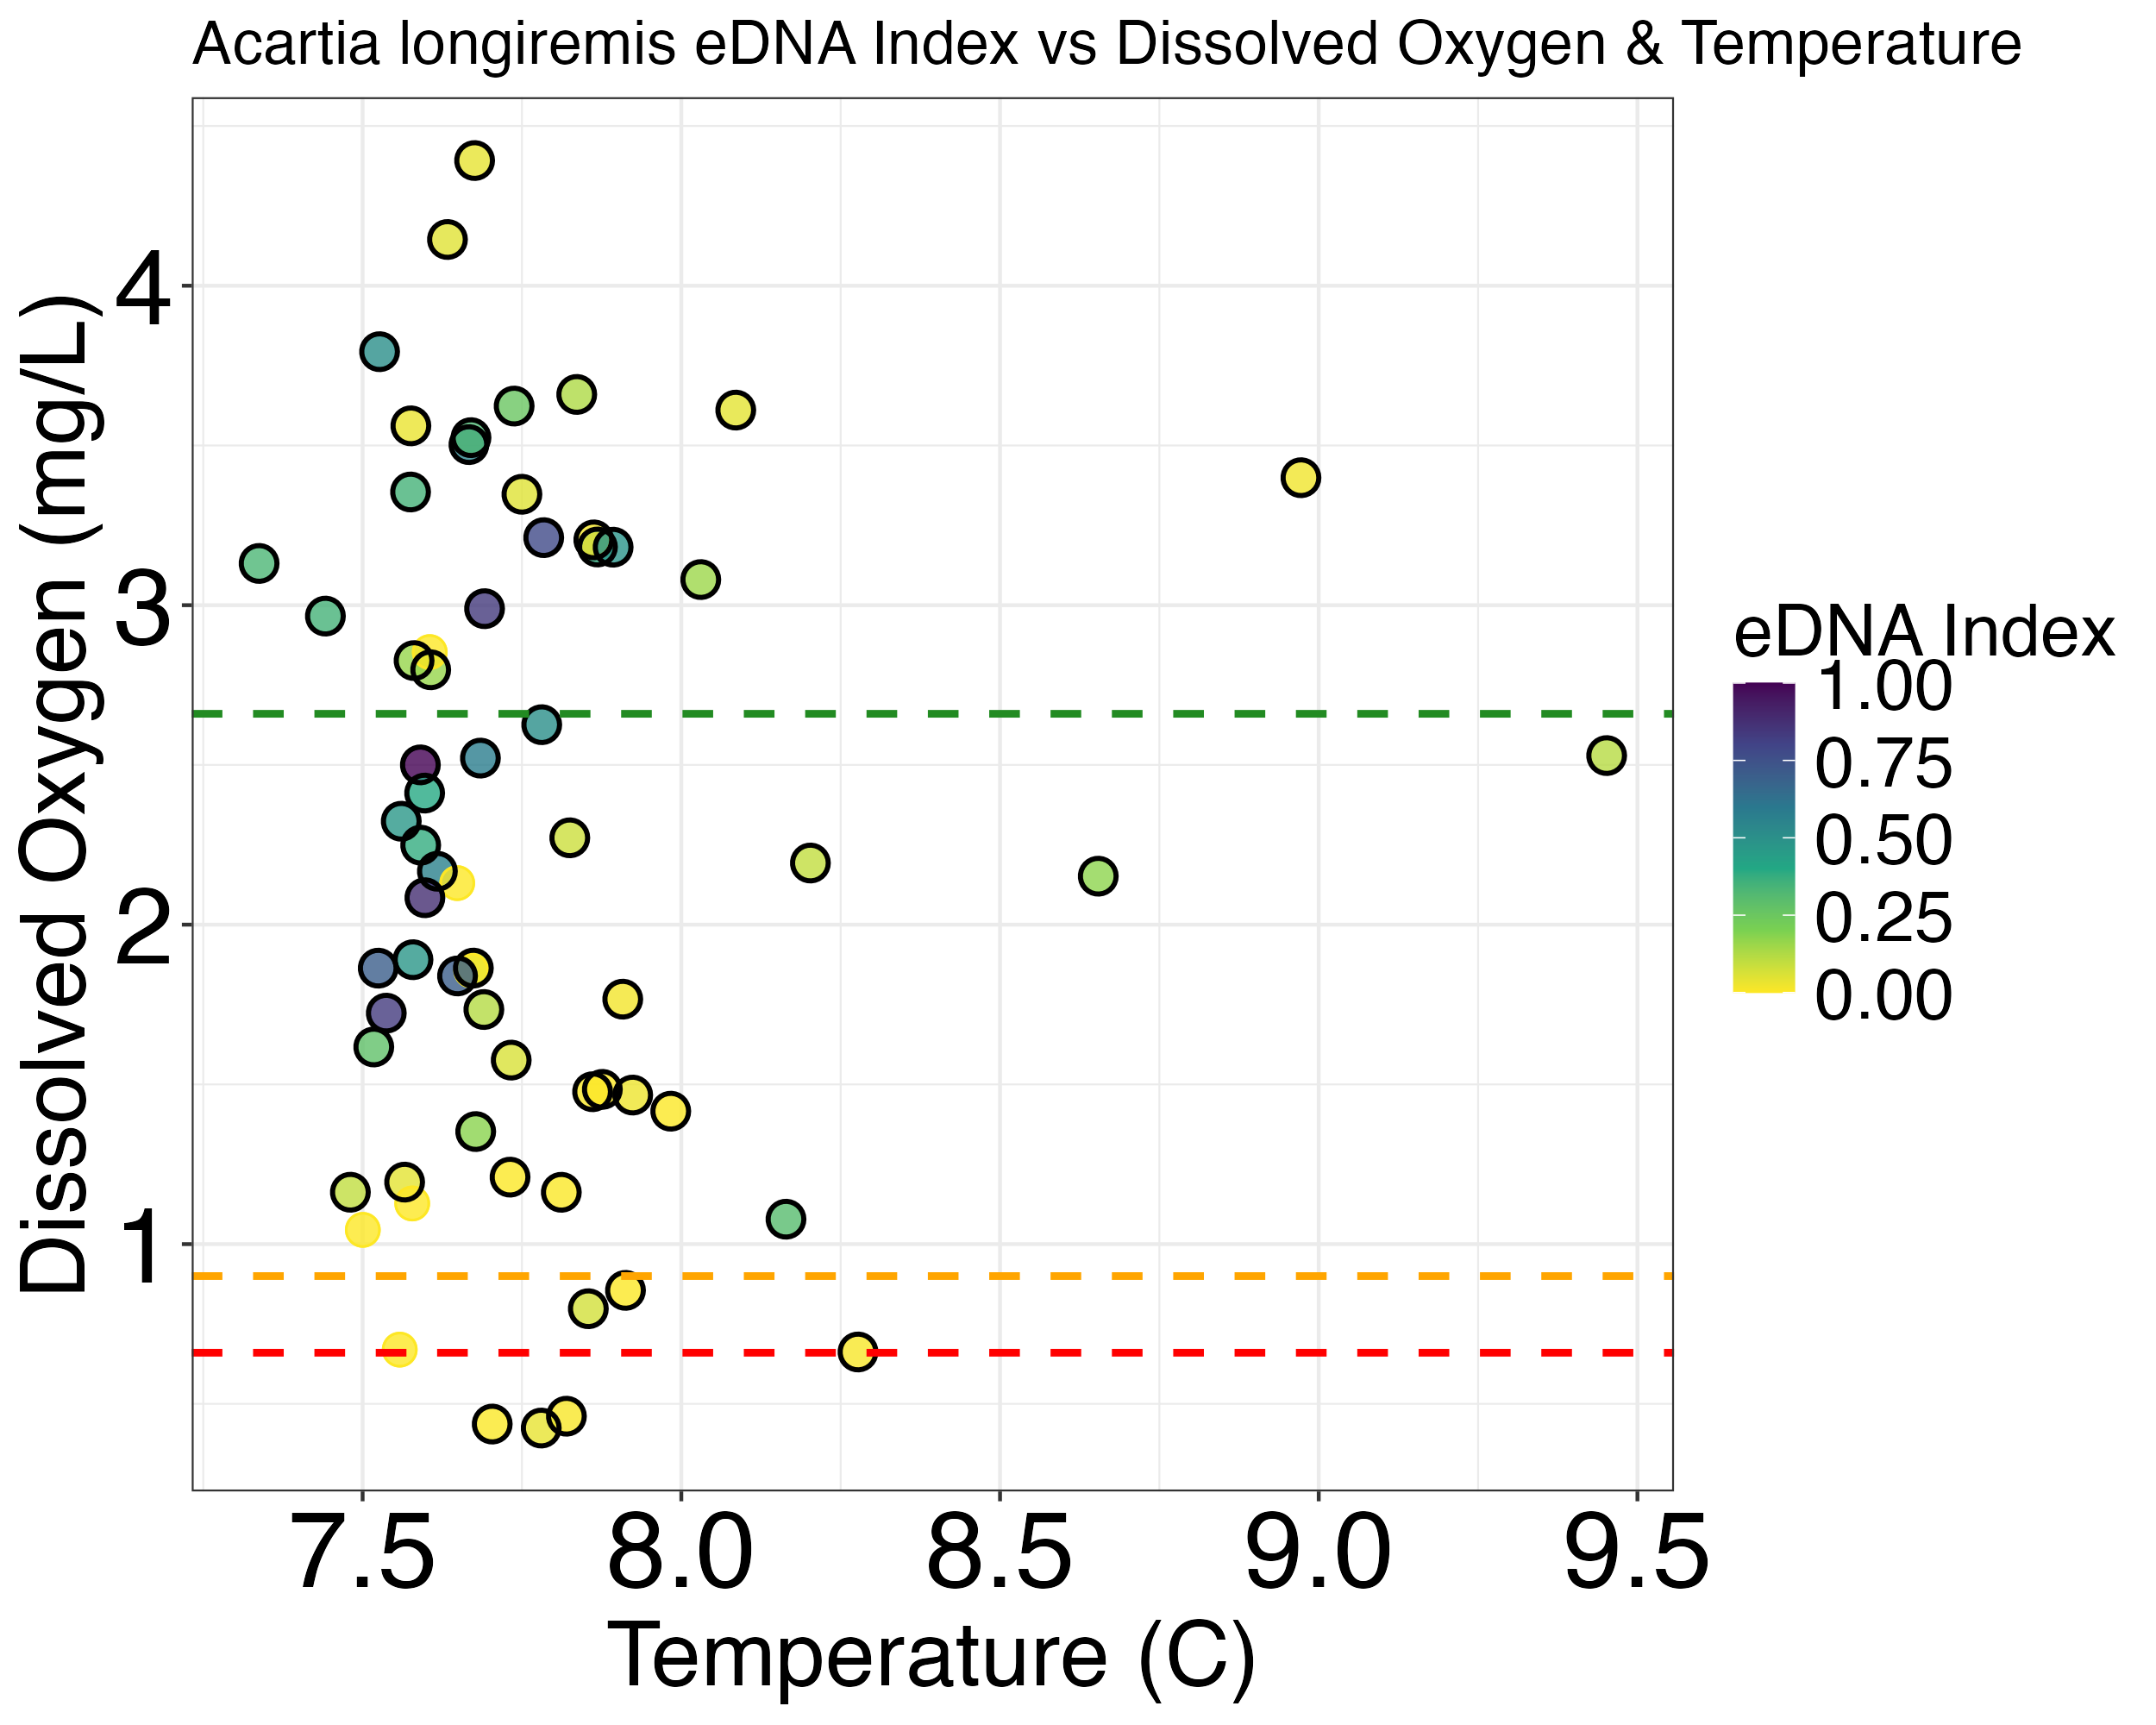 Acartia longiremis eDNA Index vs Dissolved Oxygen & Temperature
Dissolved Oxygen (mg/L)
4
3
2
1
7.5 8.0 8.5 9.0 9.5
Temperature (C)
eDNA Index
1.00
0.75
0.50
0.25
0.00